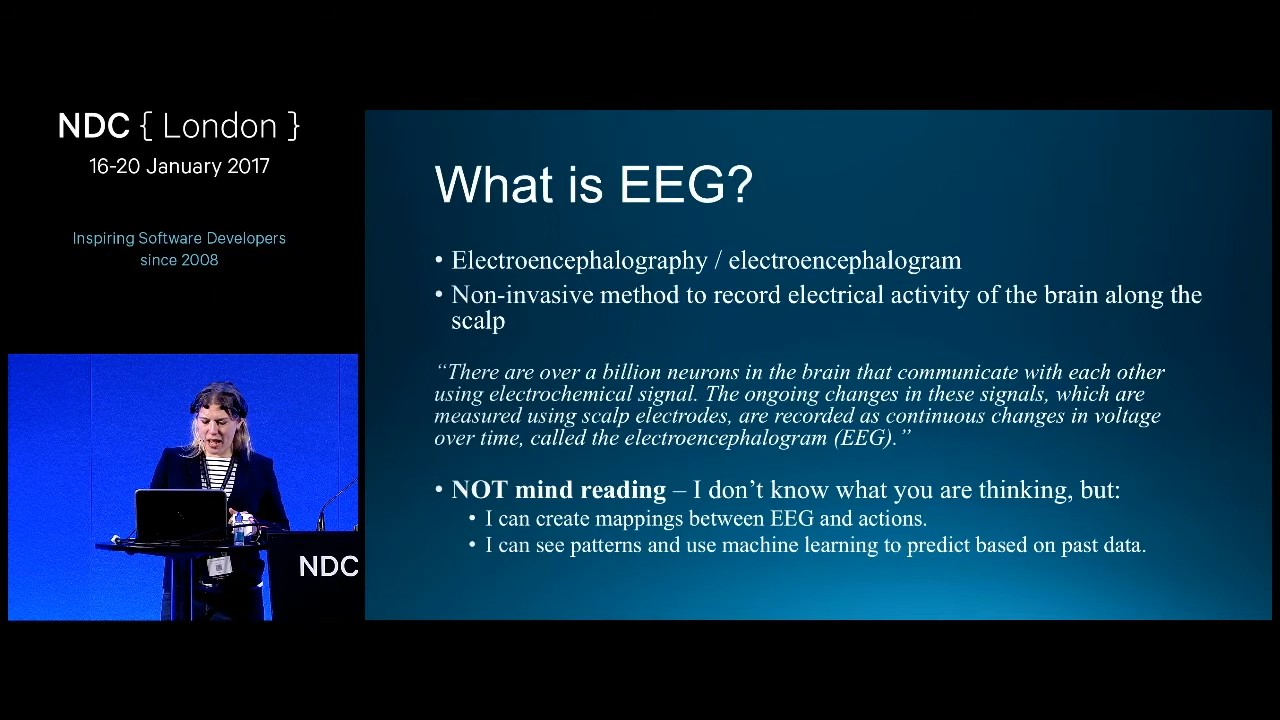 NDC { London }
16-20 January 2017
Inspiring Software Developers
since 2008
What is EEG?
• Electroencephalography / electroencephalogram
• Non-invasive method to record electrical activity of the brain along the
scalp
“There are over a billion neurons in the brain that communicate with each other
using electrochemical signal. The ongoing changes in these signals, which are
measured using scalp electrodes, are recorded as continuous changes in voltage
over time, called the electroencephalogram (EEG).”
• NOT mind reading – I don’t know what you are thinking, but:
• I can create mappings between EEG and actions.
• I can see patterns and use machine learning to predict based on past data.
NDC